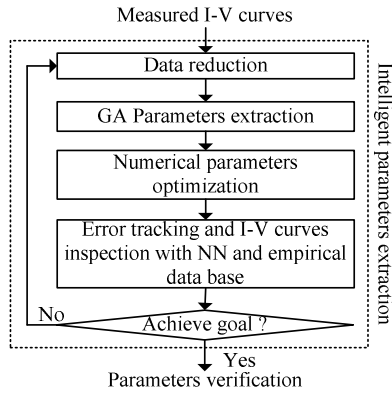 Measured I-V curves
Data reduction
GA Parameters extraction
Numerical parameters
optimization
Error tracking and I-V curves
inspection with NN and empirical
data base
Achieve goal ?
No
Yes
Parameters verification
Intelligent parameters extraction